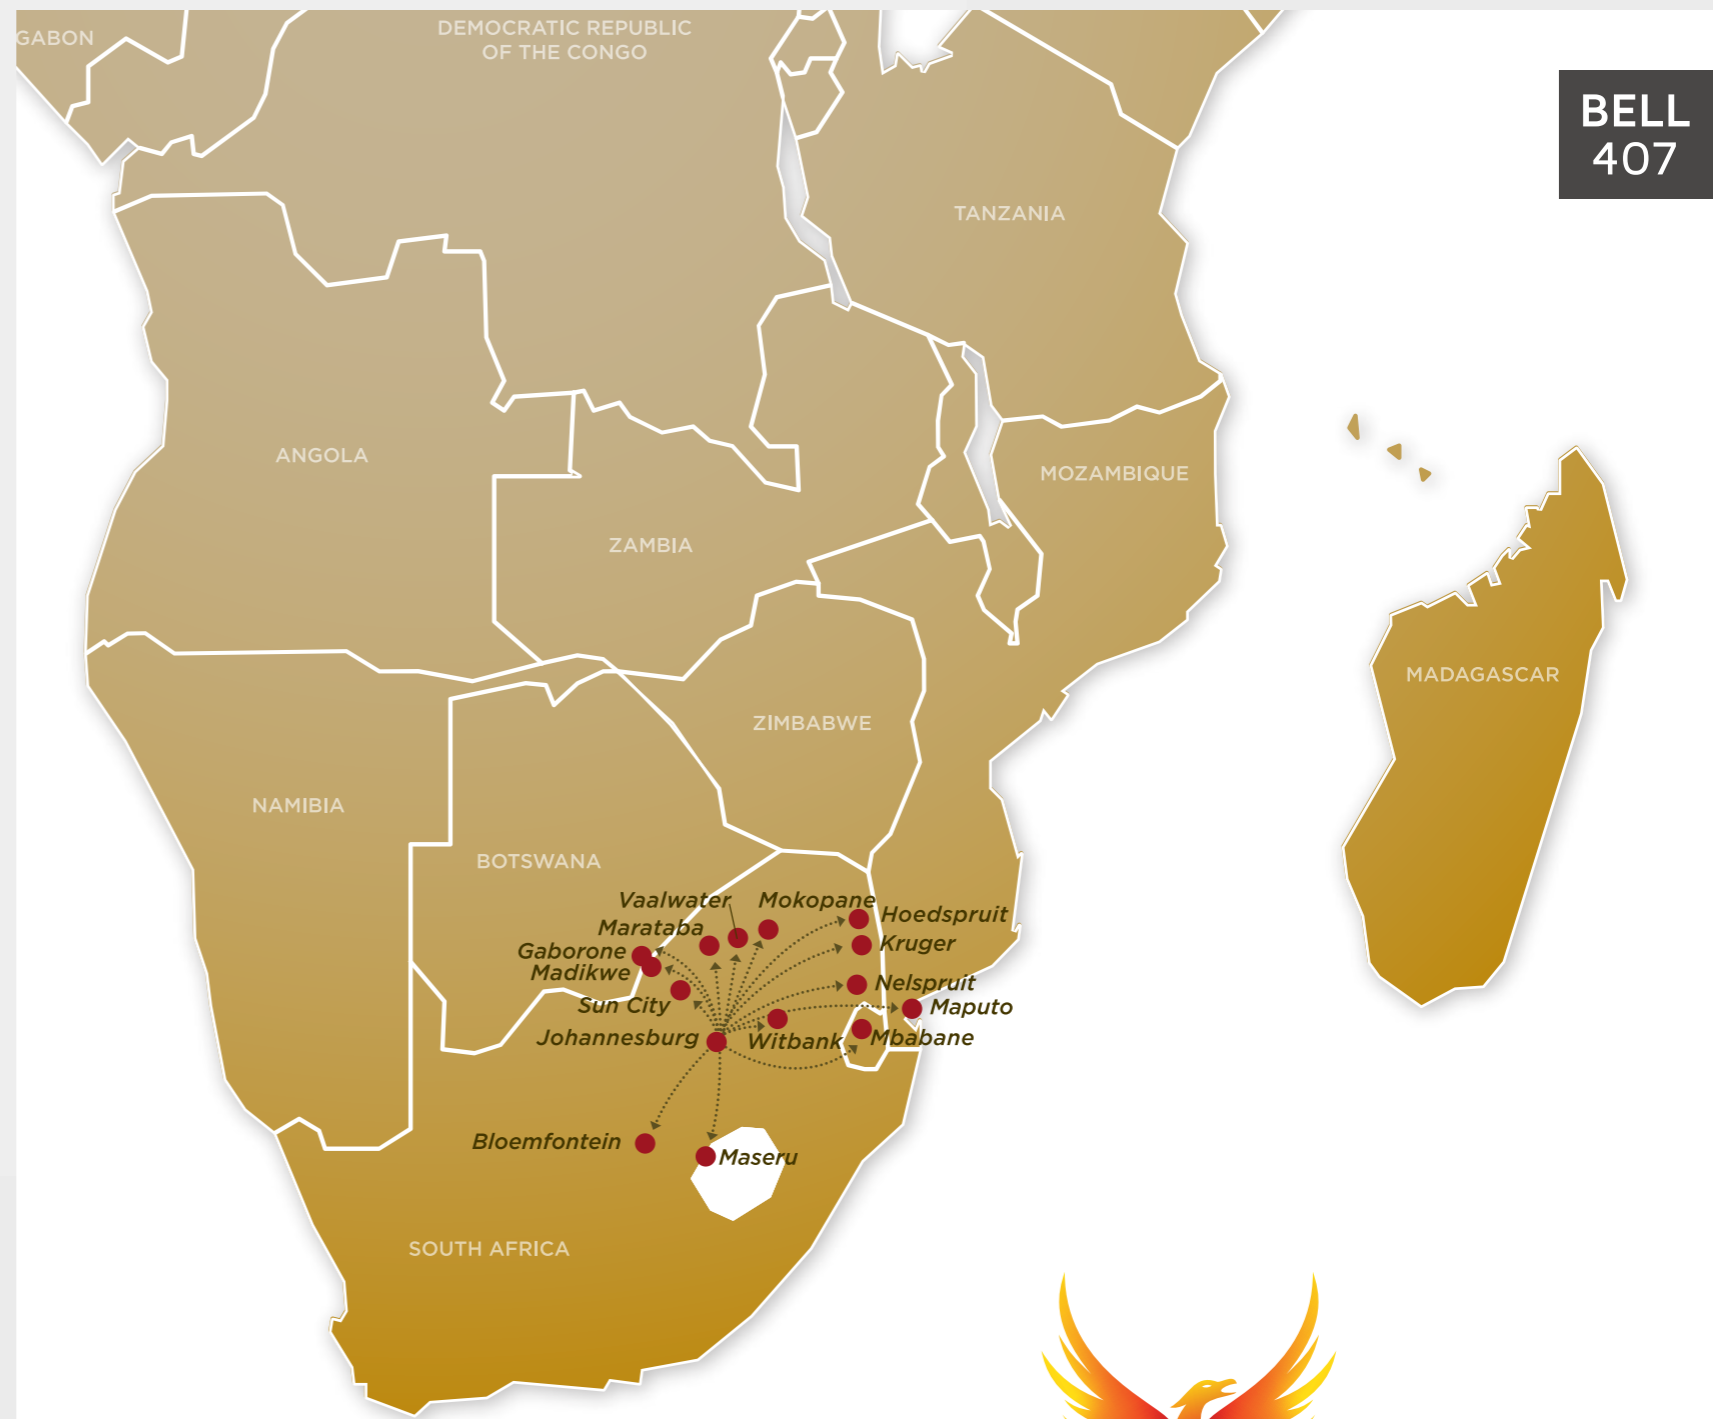 GABON
DEMOCRATIC REPUBLIC
OF THE CONGO
BELL
407
TANZANIA
ANGOLA
MOZAMBIQUE
ZAMBIA
MADAGASCAR
ZIMBABWE
NAMIBIA
BOTSWANA
Vaalwater
Mokopane
Hoedspruit
Marataba
Kruger
Gaborone
Madikwe
Nelspruit
Sun City
Maputo
Johannesburg
Witbank
Mbabane
Bloemfontein
Maseru
SOUTH AFRICA